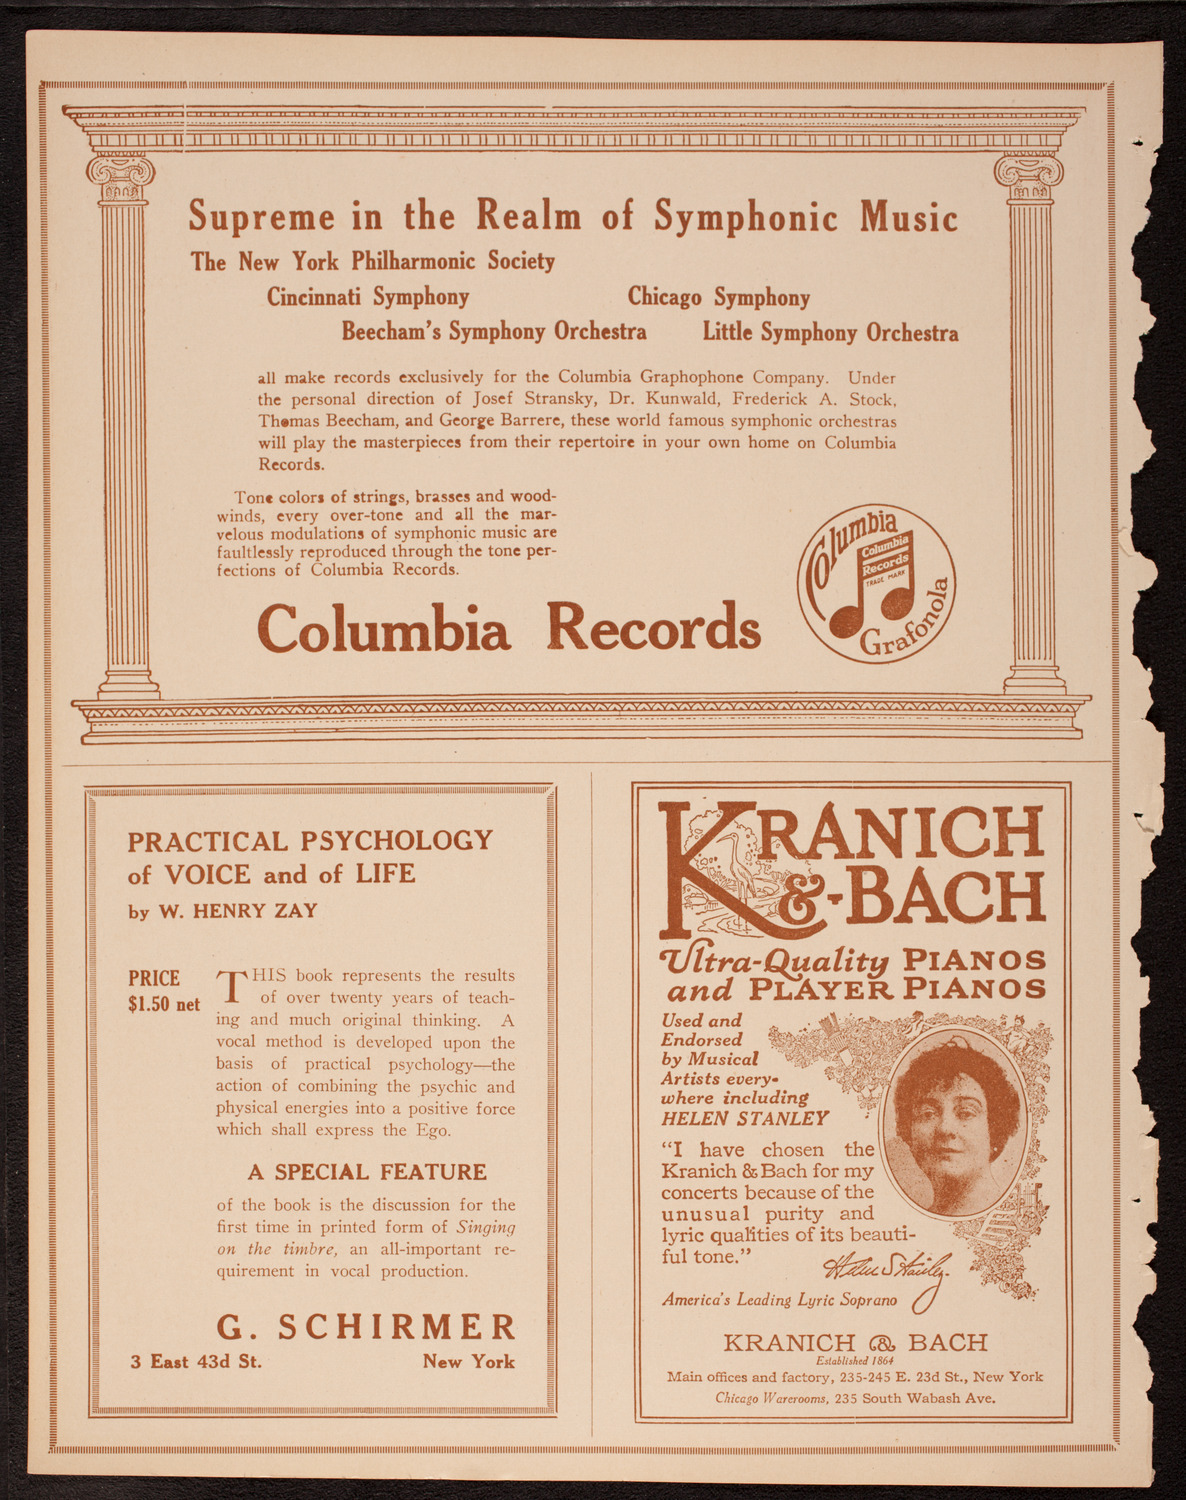 Supreme in the Realm of Symphonic Music
The New York Philharmonic Society
Cincinnati Symphony Chicago Symphony
Beecham's Symphony Orchestra Little Symphony Orchestra
all make records exclusively for the Columbia Graphophone Company. Under
the personal direction of Josef Stransky, Dr. Kunwald, Frederick A. Stock,
Thomas Beecham, and George Barrere, these world famous symphonic orchestras
will play the masterpieces from their repertoire in your own home on Columbia
Records.
Tone colors of strings, brasses and wood-
winds, every over-tone and all the mar-
velous modulations of symphonic music are
faultlessly reproduced through the tone per-
fections of Columbia Records.
Columbia
Columbia
Records
TRADE MARK
Grafonola
Columbia Records
PRACTICAL PSYCHOLOGY
of VOICE and of LIFE
by W. HENRY ZAY
PRICE
$1.50 net
THIS book represents the results
of over twenty years of teach-
ing and much original thinking. A
vocal method is developed upon the
basis of practical psychology—the
action of combining the psychic and
physical energies into a positive force
which shall express the Ego.
A SPECIAL FEATURE
of the book is the discussion for the
first time in printed form of Singing
on the timbre, an all-important re-
quirement in vocal production.
G. SCHIRMER
3 East 43d St. New York
KRANICH
&-BACH
Ultra-Quality PIANOS
and PLAYER PIANOS
Used and
Endorsed
by Musical
Artists every-
where including
HELEN STANLEY
"I have chosen the
Kranich & Bach for my
concerts because of the
unusual purity and
lyric qualities of its beauti-
ful tone."
Helen Stanley.
America's Leading Lyric Soprano
KRANICH & BACH
Established 1864
Main offices and factory, 235-245 E. 23d St., New York
Chicago Warerooms, 235 South Wabash Ave.